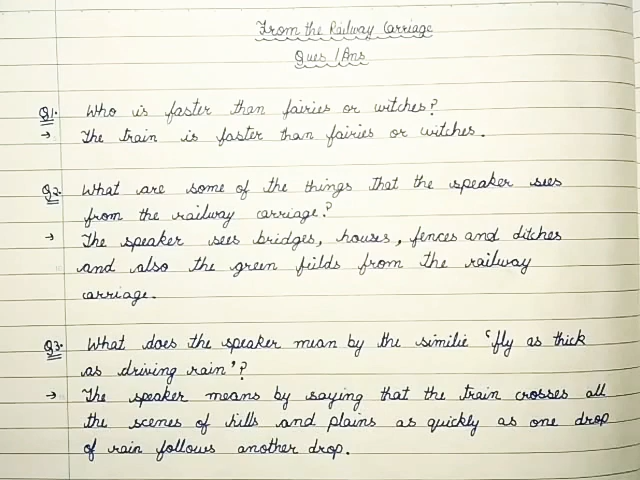 From the Railway Carriage
Ques / Ans
Q1. Who is faster than fairies or witches?
→ The train is faster than fairies or witches.
Q2. What are some of the things that the speaker sees
from the railway carriage?
→ The speaker sees bridges, houses, fences and ditches
and also the green fields from the railway
carriage.
Q3. What does the speaker mean by the similie 'fly as thick
as driving rain'?
→ The speaker means by saying that the train crosses all
the scenes of hills and plains as quickly as one drop
of rain follows another drop.